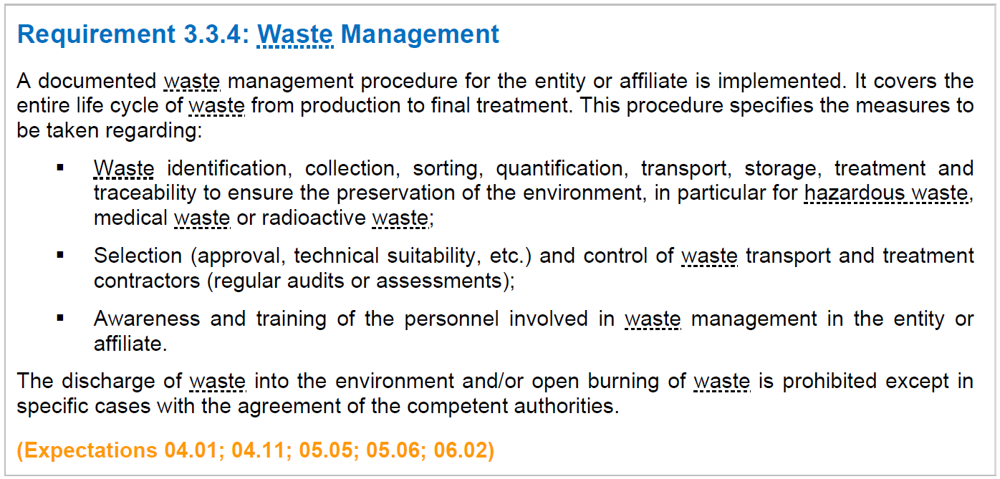 Requirement 3.3.4: Waste Management
A documented waste management procedure for the entity or affiliate is implemented. It covers the
entire life cycle of waste from production to final treatment. This procedure specifies the measures to
be taken regarding:
▪ Waste identification, collection, sorting, quantification, transport, storage, treatment and
traceability to ensure the preservation of the environment, in particular for hazardous waste,
medical waste or radioactive waste;
▪ Selection (approval, technical suitability, etc.) and control of waste transport and treatment
contractors (regular audits or assessments);
▪ Awareness and training of the personnel involved in waste management in the entity or
affiliate.
The discharge of waste into the environment and/or open burning of waste is prohibited except in
specific cases with the agreement of the competent authorities.
(Expectations 04.01; 04.11; 05.05; 05.06; 06.02)